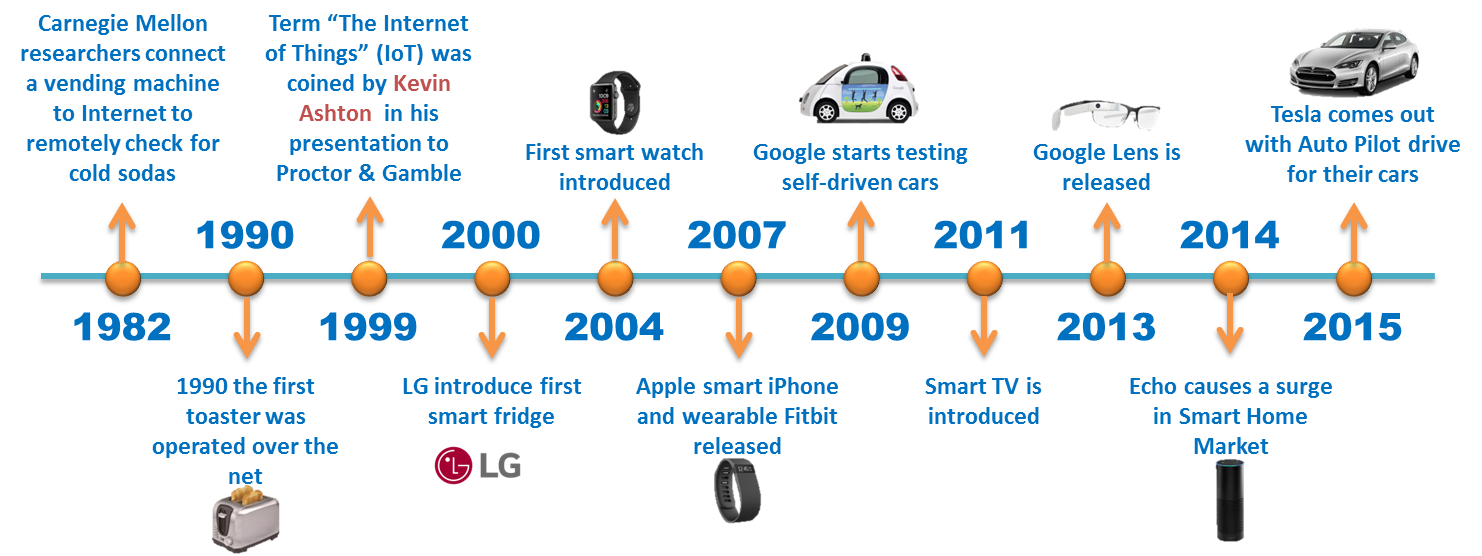 Carnegie Mellon
researchers connect
a vending machine
to Internet to
remotely check for
cold sodas
Term “The Internet
of Things” (IoT) was
coined by Kevin
Ashton in his
presentation to
Proctor & Gamble
First smart watch
introduced
Google starts testing
self-driven cars
Google Lens is
released
Tesla comes out
with Auto Pilot drive
for their cars
1990
2000
2007
2011
2014
1982
1999
2004
2009
2013
2015
1990 the first
toaster was
operated over the
net
LG introduce first
smart fridge
LG
Apple smart iPhone
and wearable Fitbit
released
Smart TV is
introduced
Echo causes a surge
in Smart Home
Market